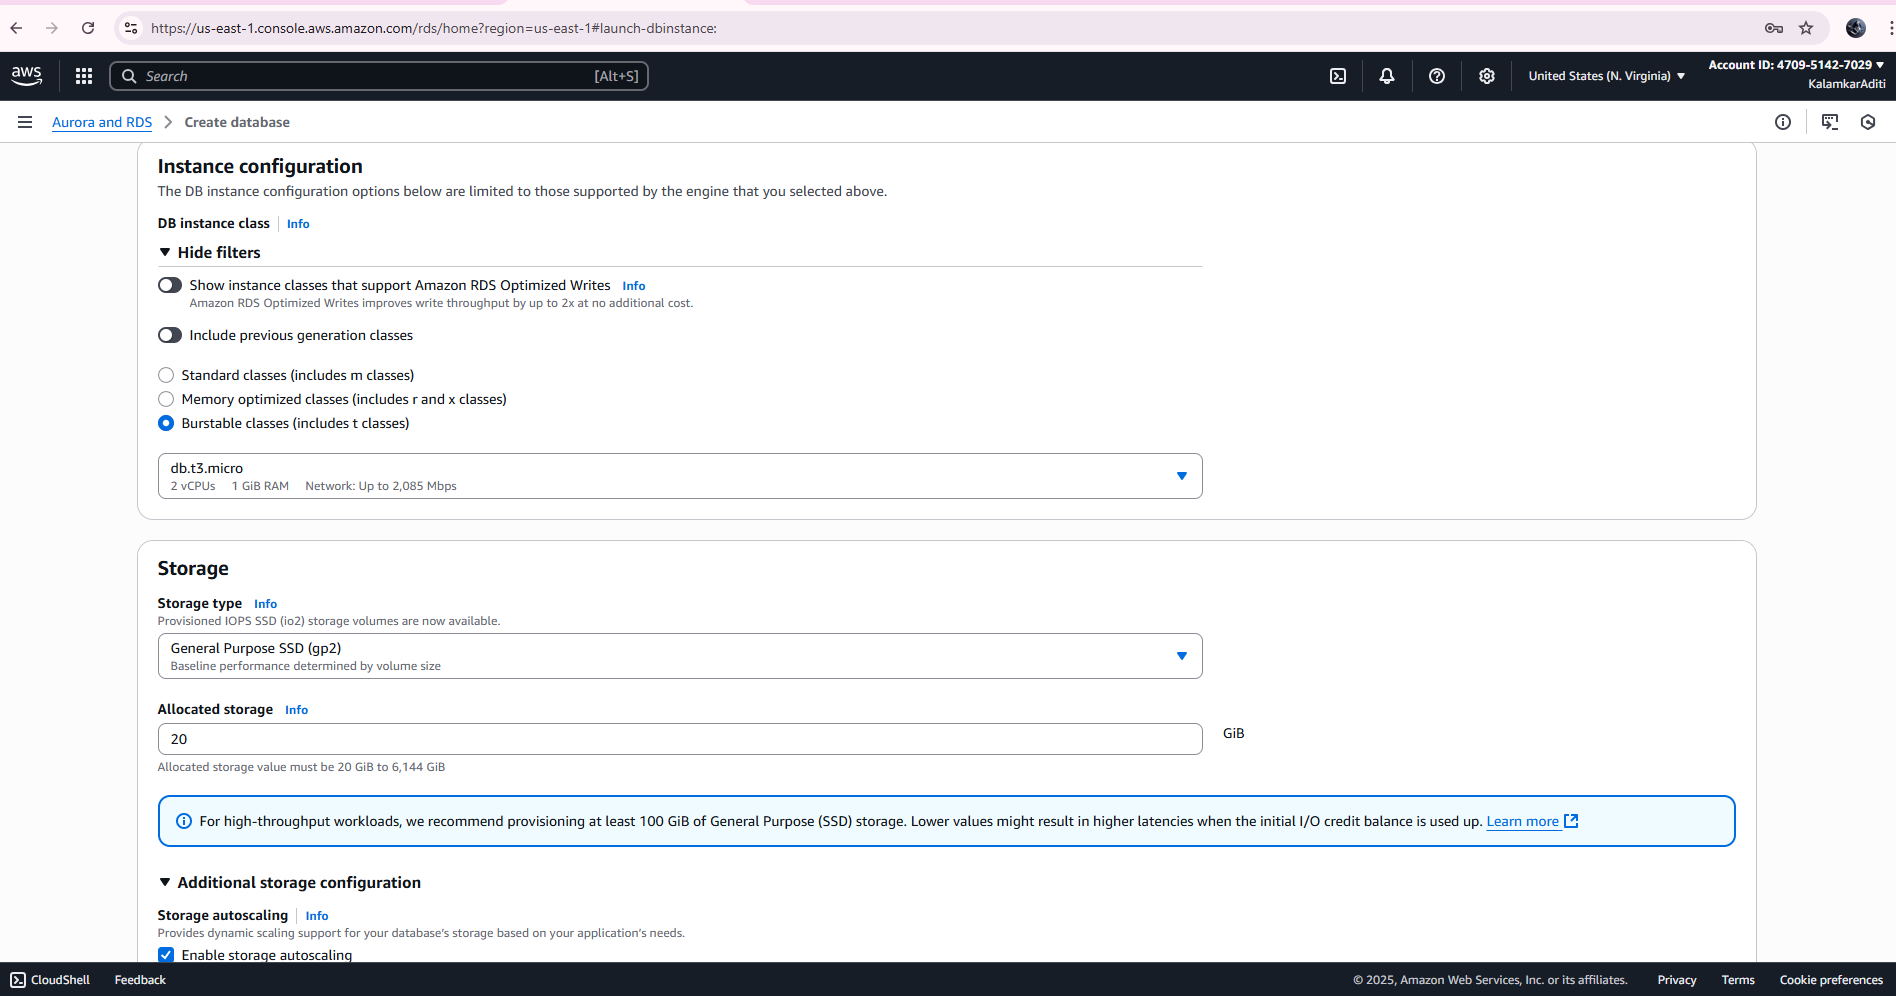 https://us-east-1.console.aws.amazon.com/rds/home?region=us-east-1#launch-dbinstance:
aws
Search
[Alt+S]
United States (N. Virginia)
Account ID: 4709-5142-7029
KalamkarAditi
Aurora and RDS
Create database
Instance configuration
The DB instance configuration options below are limited to those supported by the engine that you selected above.
DB instance class
Info
Hide filters
Show instance classes that support Amazon RDS Optimized Writes Info
Amazon RDS Optimized Writes improves write throughput by up to 2x at no additional cost.
Include previous generation classes
Standard classes (includes m classes)
Memory optimized classes (includes r and x classes)
Burstable classes (includes t classes)
db.t3.micro
2 vCPUs 1 GiB RAM Network: Up to 2,085 Mbps
Storage
Storage type Info
Provisioned IOPS SSD (io2) storage volumes are now available.
General Purpose SSD (gp2)
Baseline performance determined by volume size
Allocated storage Info
20
GiB
Allocated storage value must be 20 GiB to 6,144 GiB
For high-throughput workloads, we recommend provisioning at least 100 GiB of General Purpose (SSD) storage. Lower values might result in higher latencies when the initial I/O credit balance is used up. Learn more
Additional storage configuration
Storage autoscaling Info
Provides dynamic scaling support for your database's storage based on your application's needs.
Enable storage autoscaling
CloudShell Feedback
© 2025, Amazon Web Services, Inc. or its affiliates. Privacy Terms Cookie preferences